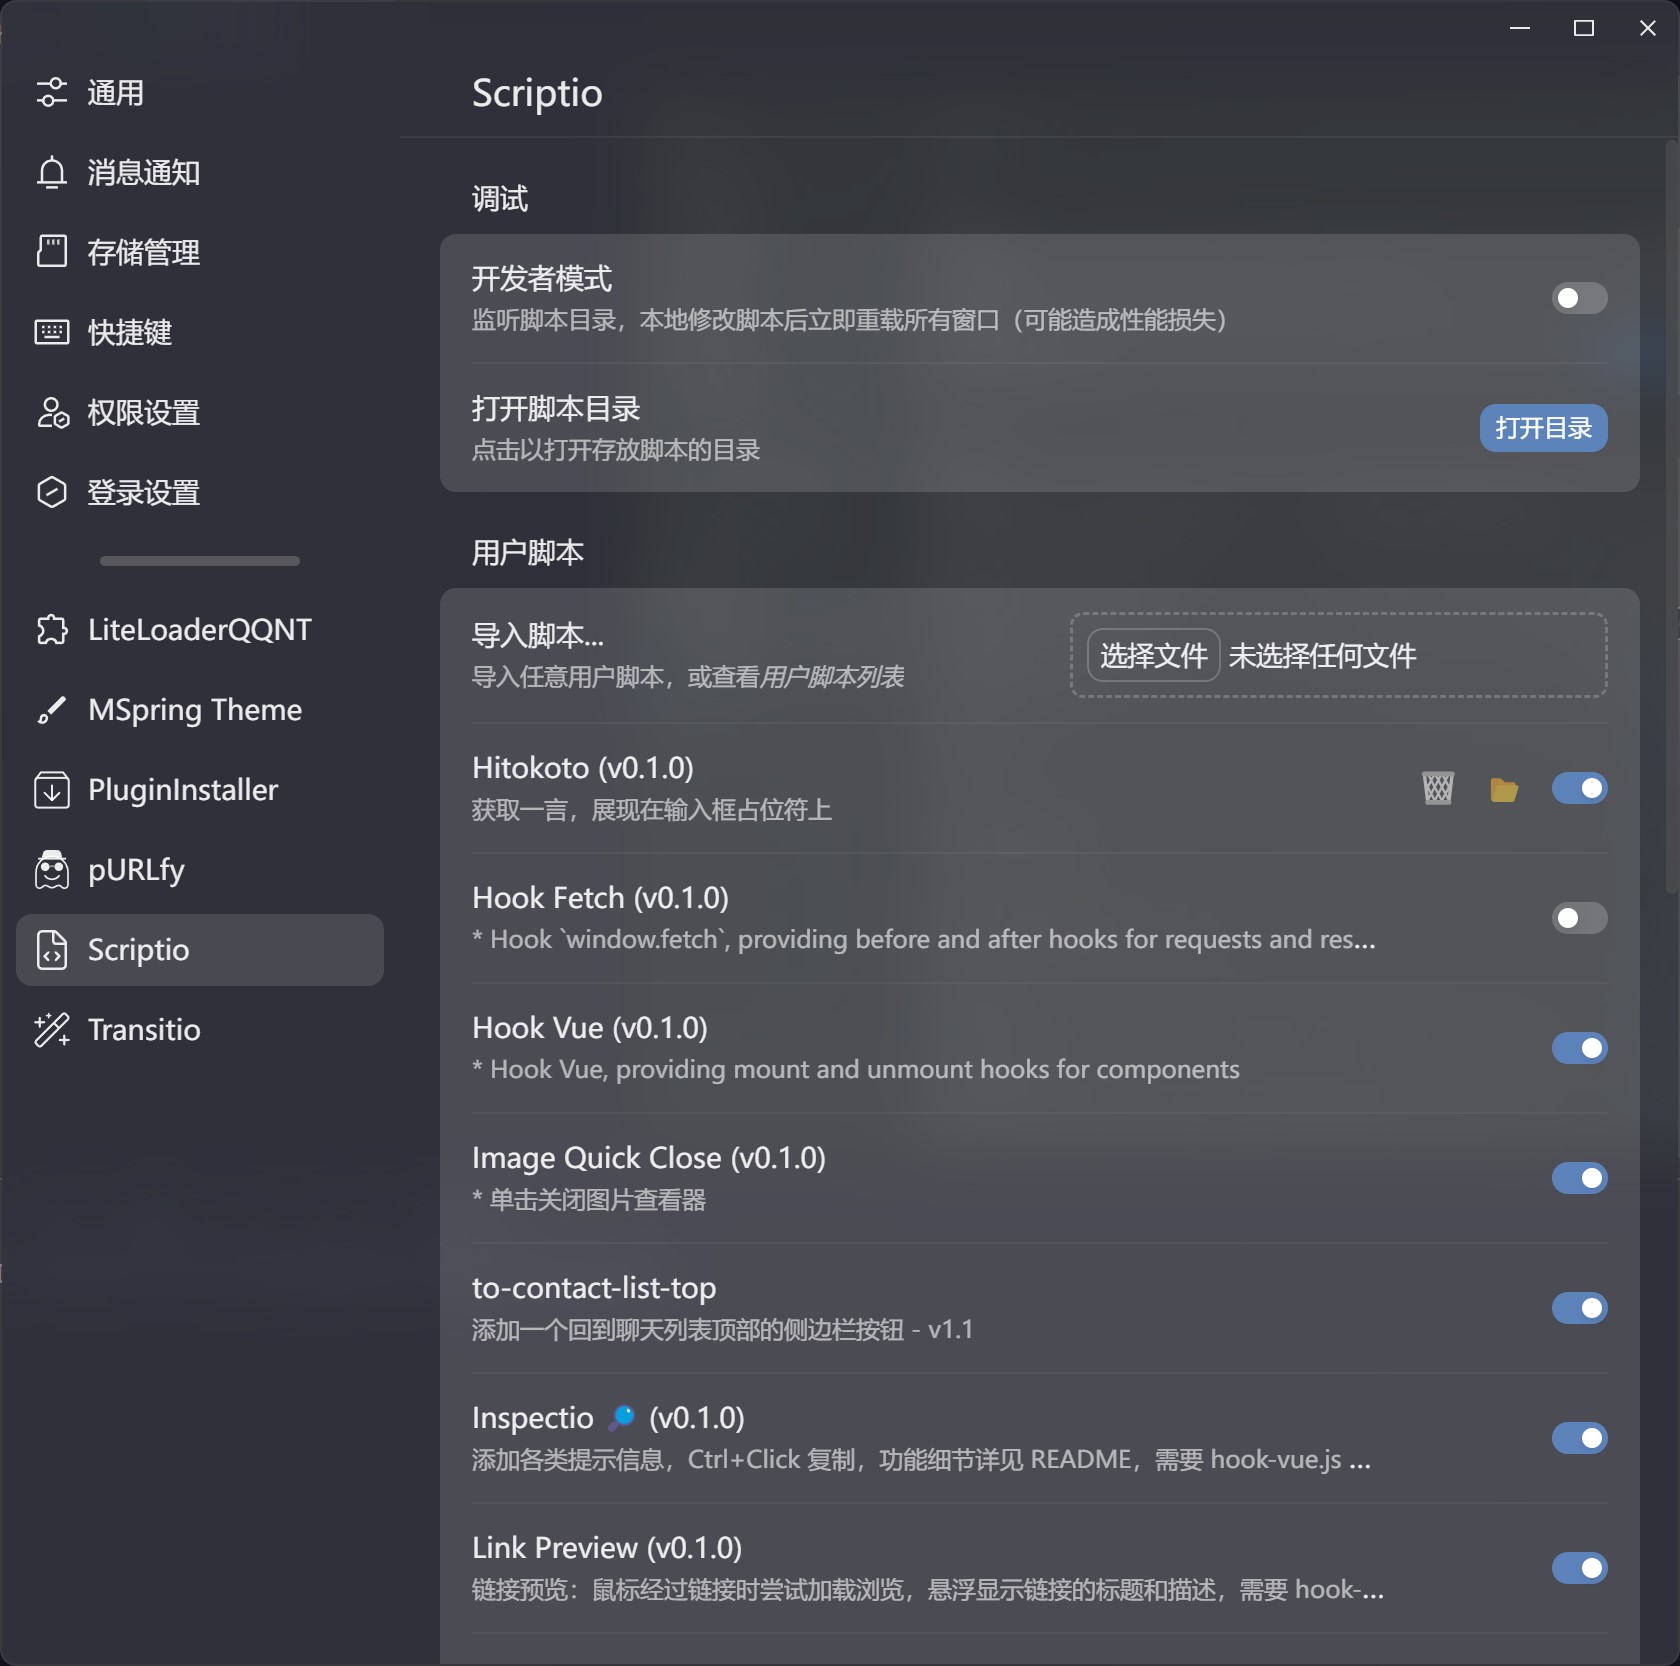 通用
消息通知
存储管理
快捷键
权限设置
登录设置
LiteLoaderQQNT
MSpring Theme
PluginInstaller
pURLfy
Scriptio
Transitio
Scriptio
调试
开发者模式
监听脚本目录，本地修改脚本后立即重载所有窗口（可能造成性能损失）
打开脚本目录
点击以打开存放脚本的目录
打开目录
用户脚本
导入脚本...
导入任意用户脚本，或查看用户脚本列表
选择文件 未选择任何文件
Hitokoto (v0.1.0)
获取一言，展现在输入框占位符上
Hook Fetch (v0.1.0)
* Hook `window.fetch`, providing before and after hooks for requests and res...
Hook Vue (v0.1.0)
* Hook Vue, providing mount and unmount hooks for components
Image Quick Close (v0.1.0)
* 单击关闭图片查看器
to-contact-list-top
添加一个回到聊天列表顶部的侧边栏按钮 - v1.1
Inspectio 🔎 (v0.1.0)
添加各类提示信息，Ctrl+Click 复制，功能细节详见 README，需要 hook-vue.js ...
Link Preview (v0.1.0)
链接预览：鼠标经过链接时尝试加载浏览，悬浮显示链接的标题和描述，需要 hook-...